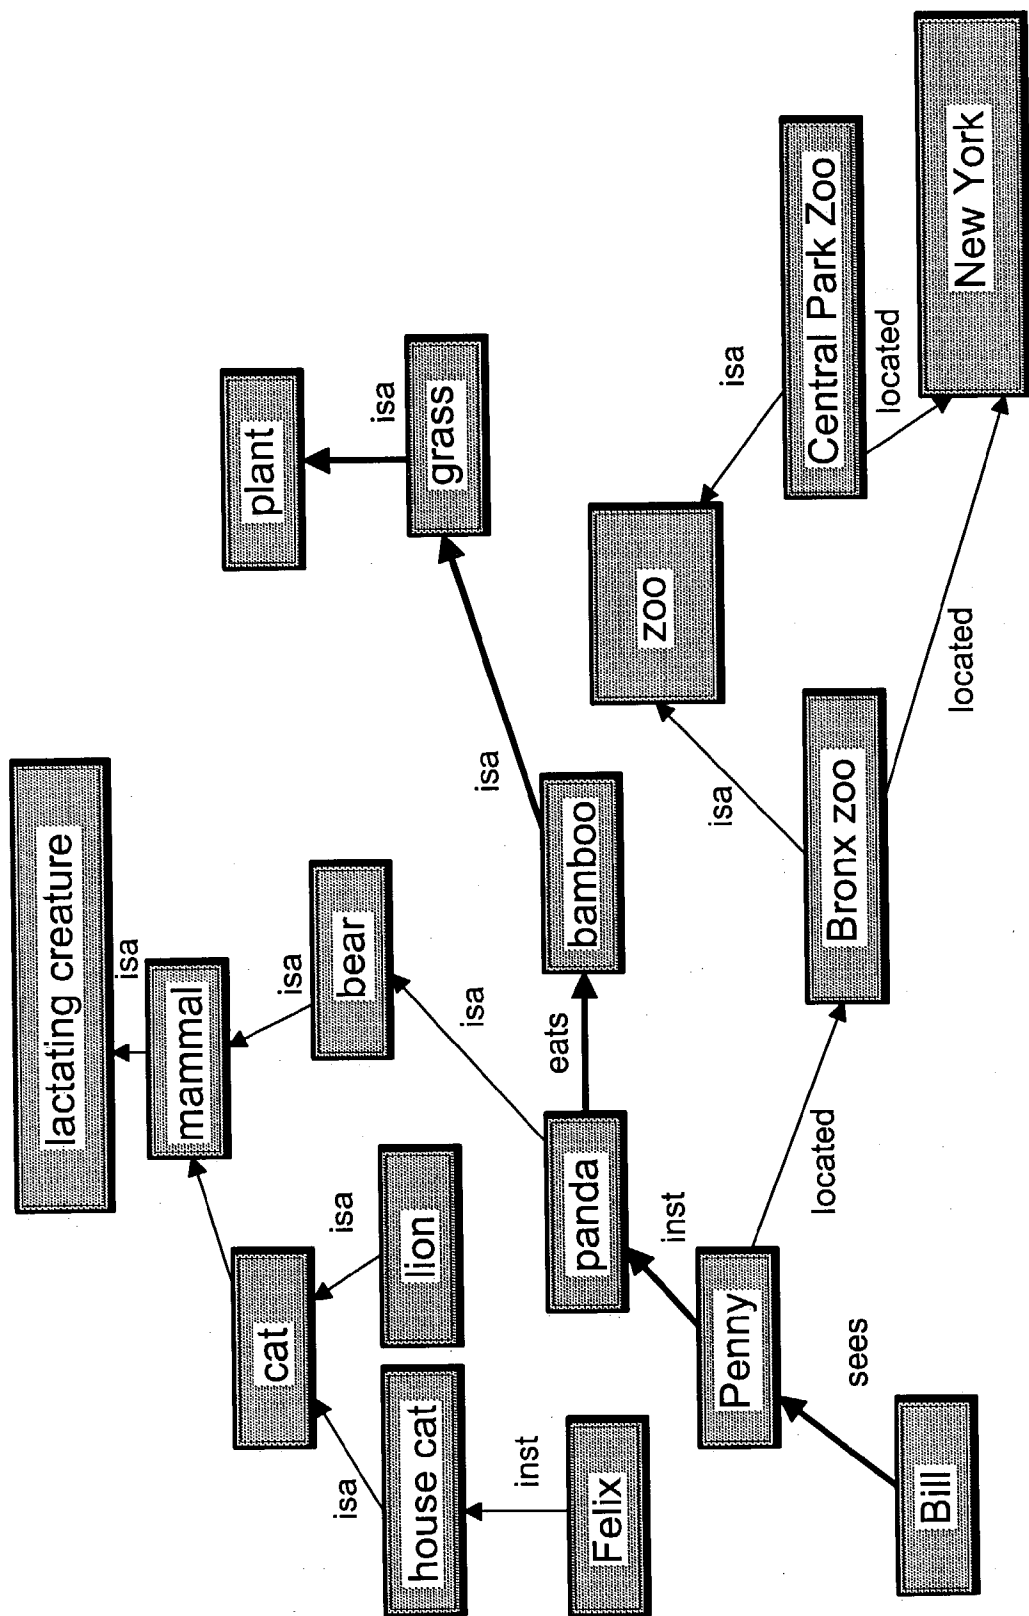 lactating creature
isa
mammal
isa
bear
cat
isa
lion
isa
house cat
inst
Felix
isa
panda
eats
bamboo
isa
grass
isa
plant
inst
Penny
sees
Bill
located
Bronx zoo
isa
zoo
isa
Central Park Zoo
located
located
New York